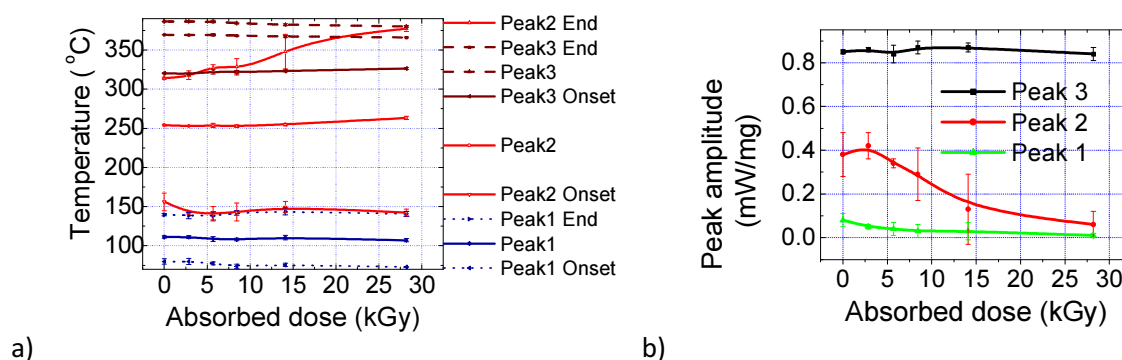 350
300
250
200
150
100
Temperature ( °C)
0 5 10 15 20 25 30
Absorbed dose (kGy)
Peak2 End
Peak3 End
Peak3
Peak3 Onset
Peak2
Peak2 Onset
Peak1 End
Peak1
Peak1 Onset
a)
0.8
0.6
0.4
0.2
0.0
Peak amplitude
(mW/mg)
Peak 3
Peak 2
Peak 1
0 5 10 15 20 25 30
Absorbed dose (kGy)
b)